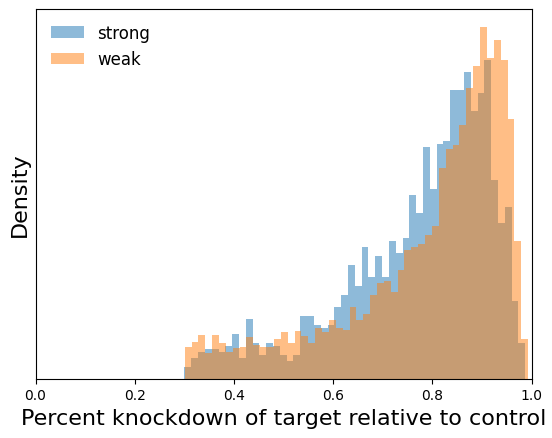 strong
weak
Density
0.0 0.2 0.4 0.6 0.8 1.0
Percent knockdown of target relative to control